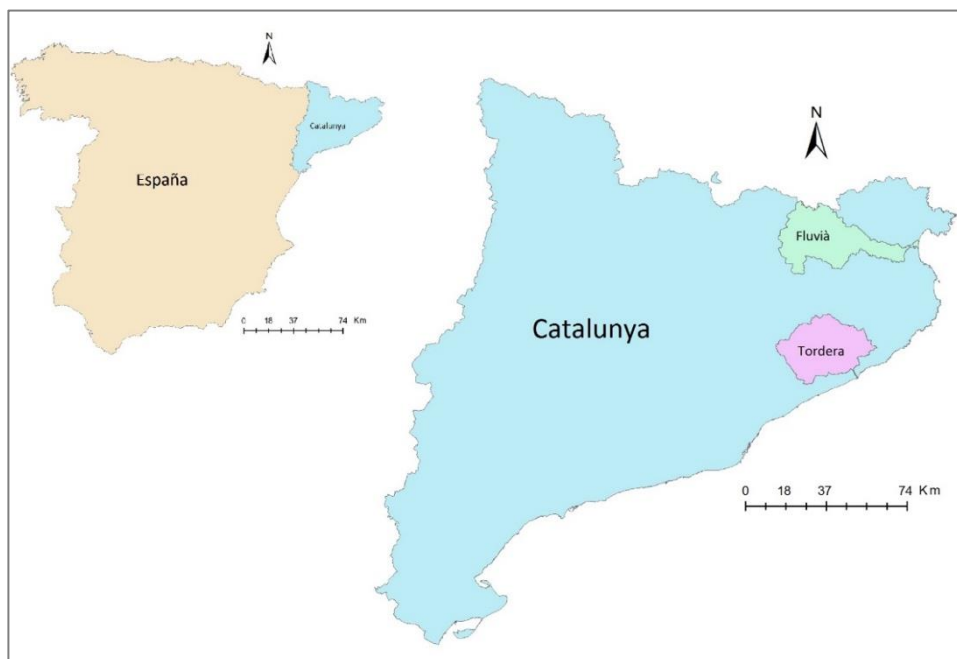 N
Catalunya
España
0 18 37 74 Km
N
Fluvià
Catalunya
Tordera
0 18 37 74 Km